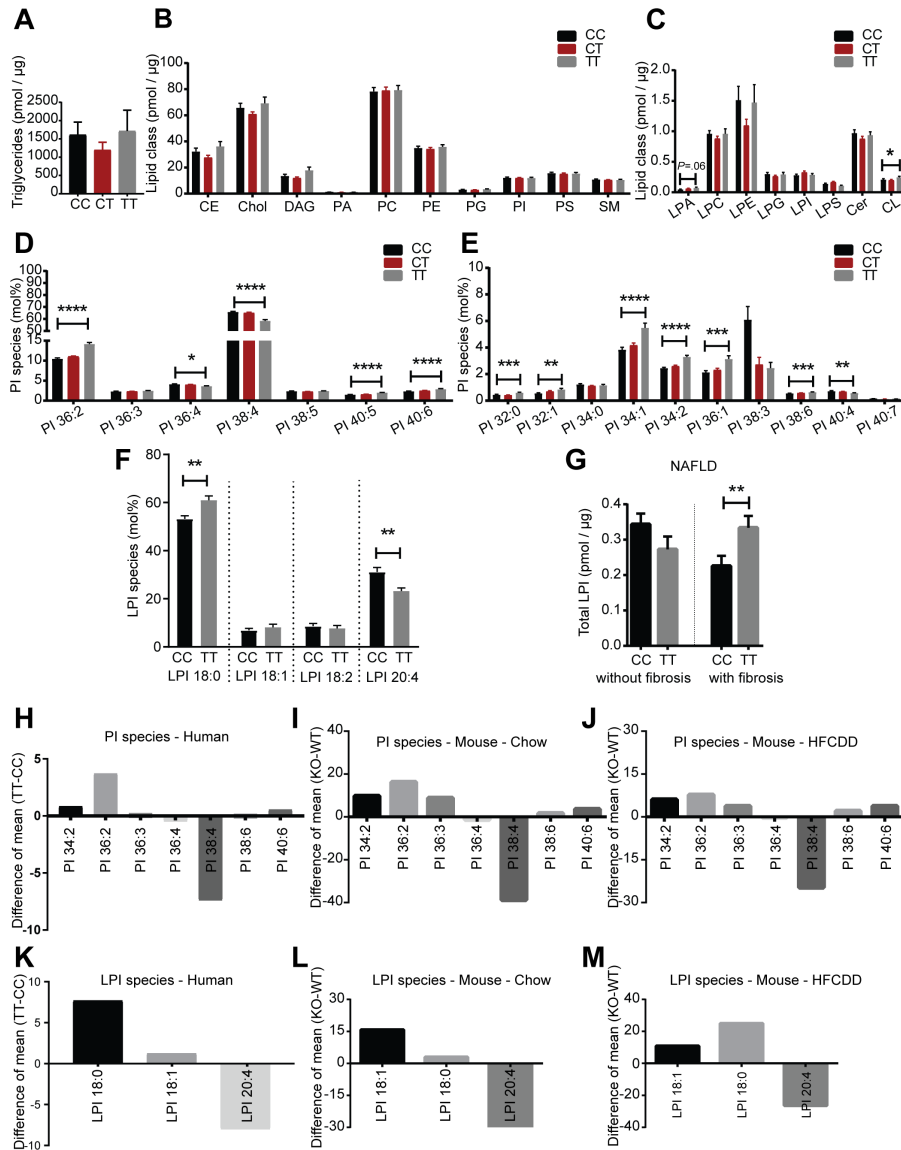 A
Triglycerides (pmol / µg)
2500
2000
1500
1000
500
0
CC CT TT
B
Lipid class (pmol / µg)
100
80
60
40
20
0
CE Chol DAG PA PC PE PG PI PS SM
CC
CT
TT
C
Lipid class (pmol / µg)
2.0
1.5
1.0
0.5
0.0
P=.06
*
LPA LPC LPE LPG LPI LPS Cer CL
CC
CT
TT
D
PI species (mol%)
100
90
80
70
60
50
15
10
5
0
**** * **** **** ****
PI 36:2 PI 36:3 PI 36:4 PI 38:4 PI 38:5 PI 40:5 PI 40:6
CC
CT
TT
E
PI species (mol%)
10
8
6
4
2
0
*** ** **** **** *** *** **
PI 32:0 PI 32:1 PI 34:0 PI 34:1 PI 34:2 PI 36:1 PI 38:3 PI 38:6 PI 40:4 PI 40:7
CC
CT
TT
F
LPI species (mol%)
80
60
40
20
0
** **
CC TT CC TT CC TT CC TT
LPI 18:0 LPI 18:1 LPI 18:2 LPI 20:4
G
NAFLD
Total LPI (pmol / µg)
0.4
0.3
0.2
0.1
0.0
**
CC TT CC TT
without fibrosis with fibrosis
H
PI species - Human
Difference of mean (TT-CC)
5
0
-5
-10
PI 34:2 PI 36:2 PI 36:3 PI 36:4 PI 38:4 PI 38:6 PI 40:6
I
PI species - Mouse - Chow
Difference of mean (KO-WT)
40
20
0
-20
-40
PI 34:2 PI 36:2 PI 36:3 PI 36:4 PI 38:4 PI 38:6 PI 40:6
J
PI species - Mouse - HFCDD
Difference of mean (KO-WT)
30
15
0
-15
-30
PI 34:2 PI 36:2 PI 36:3 PI 36:4 PI 38:4 PI 38:6 PI 40:6
K
LPI species - Human
Difference of mean (TT-CC)
10
5
0
-5
-10
LPI 18:0 LPI 18:1 LPI 20:4
L
LPI species - Mouse - Chow
Difference of mean (KO-WT)
30
15
0
-15
-30
LPI 18:1 LPI 18:0 LPI 20:4
M
LPI species - Mouse - HFCDD
Difference of mean (KO-WT)
40
20
0
-20
-40
LPI 18:1 LPI 18:0 LPI 20:4